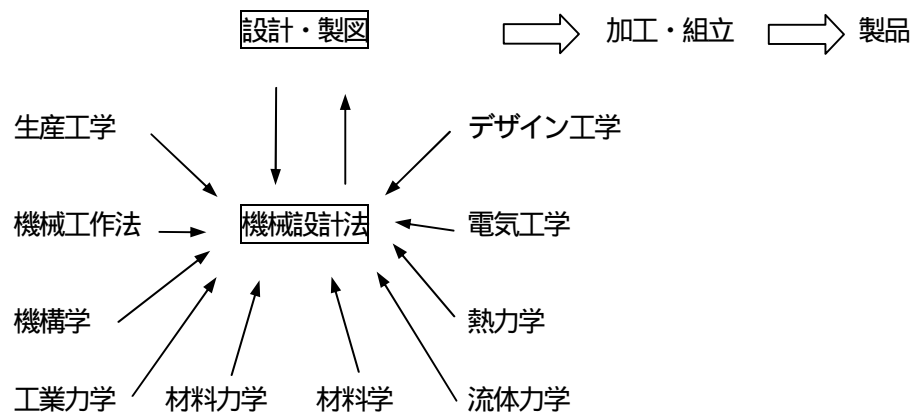 設計・製図 加工・組立 製品
生産工学 デザイン工学
機械工作法 機械設計法 電気工学
機構学 熱力学
工業力学 材料力学 材料学 流体力学